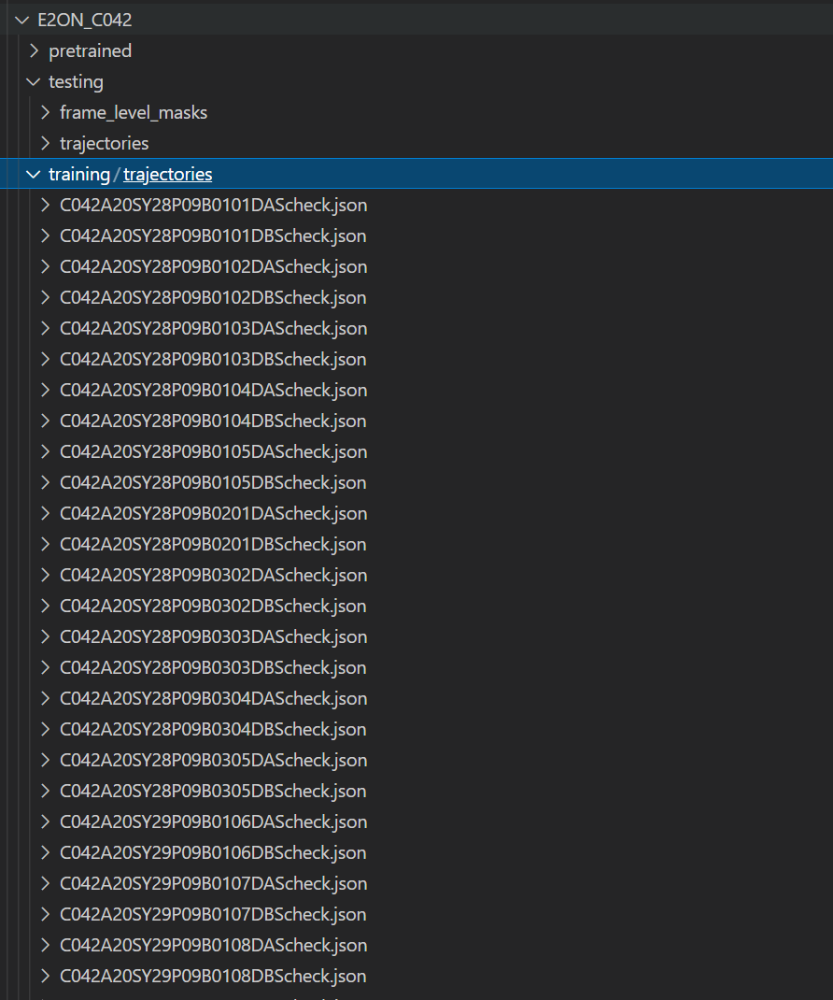 E2ON_C042
pretrained
testing
frame_level_masks
trajectories
training/trajectories
C042A20SY28P09B0101DAScheck.json
C042A20SY28P09B0101DBScheck.json
C042A20SY28P09B0102DAScheck.json
C042A20SY28P09B0102DBScheck.json
C042A20SY28P09B0103DAScheck.json
C042A20SY28P09B0103DBScheck.json
C042A20SY28P09B0104DAScheck.json
C042A20SY28P09B0104DBScheck.json
C042A20SY28P09B0105DAScheck.json
C042A20SY28P09B0105DBScheck.json
C042A20SY28P09B0201DAScheck.json
C042A20SY28P09B0201DBScheck.json
C042A20SY28P09B0302DAScheck.json
C042A20SY28P09B0302DBScheck.json
C042A20SY28P09B0303DAScheck.json
C042A20SY28P09B0303DBScheck.json
C042A20SY28P09B0304DAScheck.json
C042A20SY28P09B0304DBScheck.json
C042A20SY28P09B0305DAScheck.json
C042A20SY28P09B0305DBScheck.json
C042A20SY29P09B0106DAScheck.json
C042A20SY29P09B0106DBScheck.json
C042A20SY29P09B0107DAScheck.json
C042A20SY29P09B0107DBScheck.json
C042A20SY29P09B0108DAScheck.json
C042A20SY29P09B0108DBScheck.json